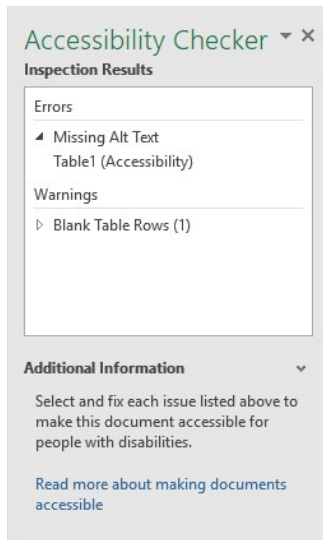 Accessibility Checker
Inspection Results
Errors
Missing Alt Text
Table1 (Accessibility)
Warnings
Blank Table Rows (1)
Additional Information
Select and fix each issue listed above to
make this document accessible for
people with disabilities.
Read more about making documents
accessible